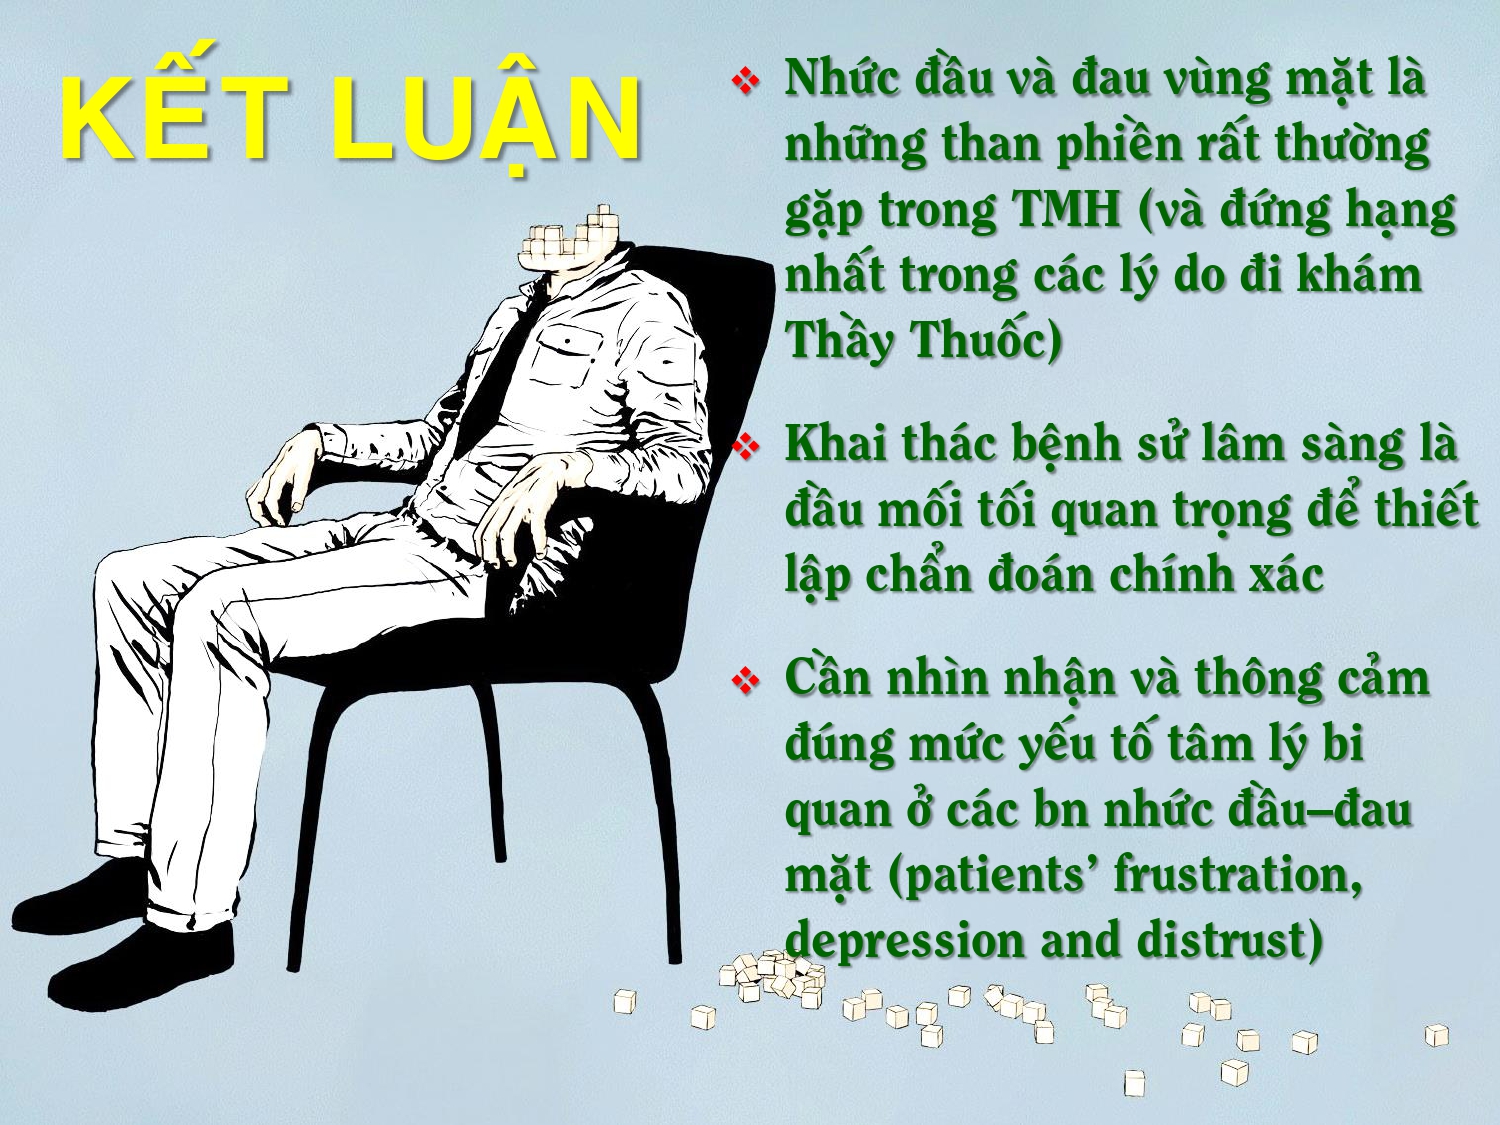 KẾT LUẬN
Nhức đầu và đau vùng mặt là
những than phiền rất thường
gặp trong TMH (và đứng hạng
nhất trong các lý do đi khám
Thầy Thuốc)
Khai thác bệnh sử lâm sàng là
đầu mối tối quan trọng để thiết
lập chẩn đoán chính xác
Cần nhìn nhận và thông cảm
đúng mức yếu tố tâm lý bi
quan ở các bn nhức đầu–đau
mặt (patients’ frustration,
depression and distrust)